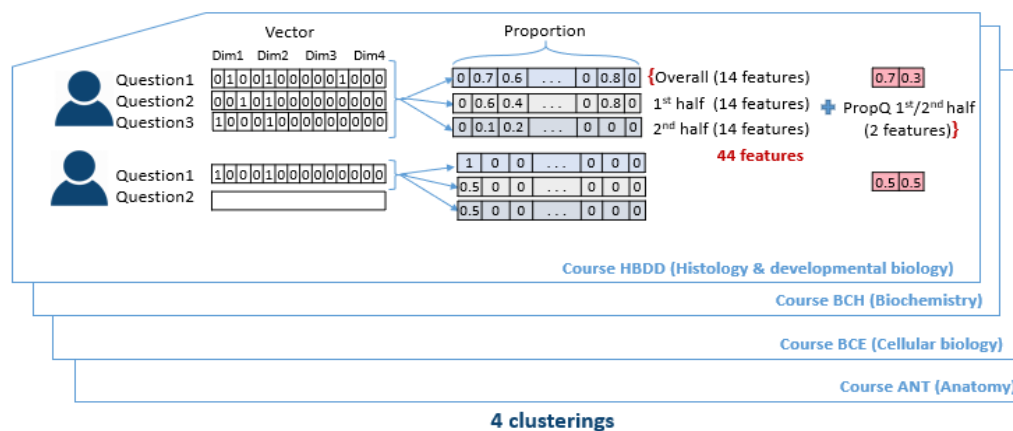 Vector
Proportion
Dim1 Dim2 Dim3 Dim4
Question1 0 1 0 0 1 0 0 0 0 0 0 1 0 0 0
0 0.7 0.6 . . . 0 0.8 0
{Overall (14 features)
0.7 0.3
Question2 0 0 1 0 1 0 0 0 0 0 0 0 0 0 0
0 0.6 0.4 . . . 0 0.8 0
1st half (14 features)
+ PropQ 1st/2nd half
Question3 1 0 0 0 1 0 0 0 0 0 0 0 0 0 0
0 0.1 0.2 . . . 0 0 0
2nd half (14 features)
(2 features)}
44 features
Question1 1 0 0 0 1 0 0 0 0 0 0 0 0 0 0
1 0 0 . . . 0 0 0
Question2
0.5 0 0 . . . 0 0 0
0.5 0.5
0.5 0 0 . . . 0 0 0
Course HBDD (Histology & developmental biology)
Course BCH (Biochemistry)
Course BCE (Cellular biology)
Course ANT (Anatomy)
4 clusterings